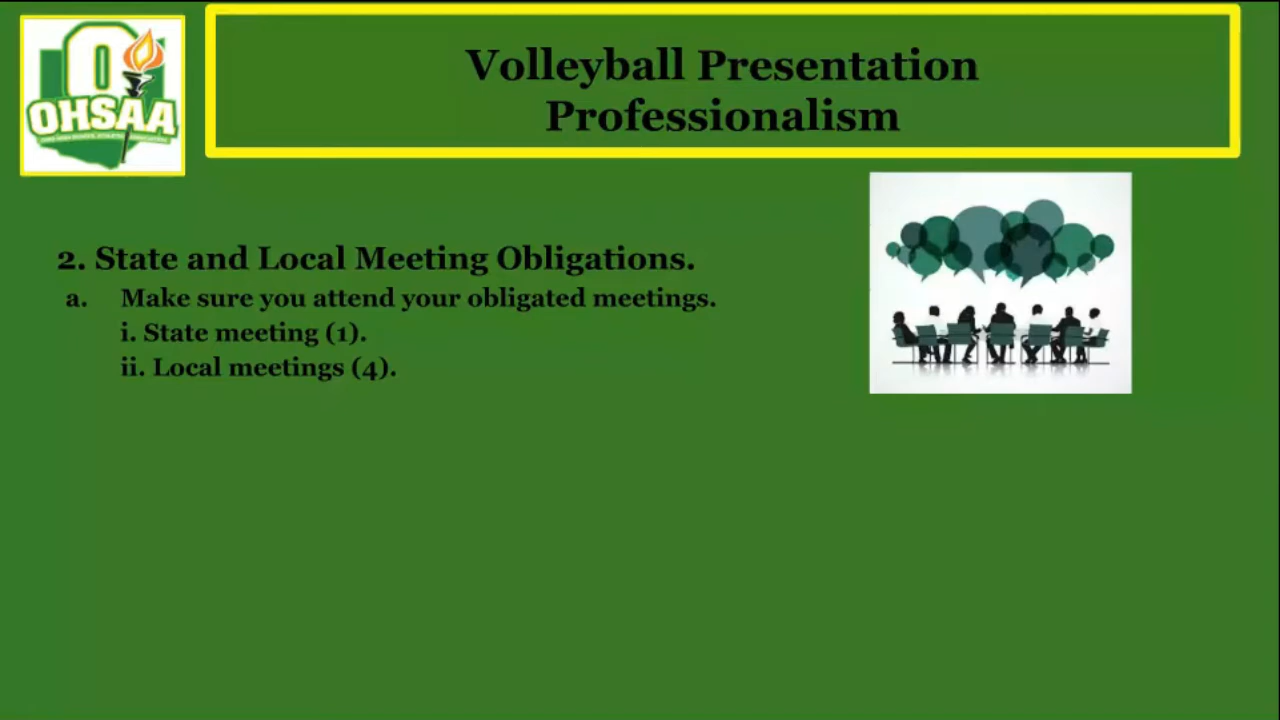 OHSAA
Volleyball Presentation
Professionalism
2. State and Local Meeting Obligations.
a. Make sure you attend your obligated meetings.
i. State meeting (1).
ii. Local meetings (4).